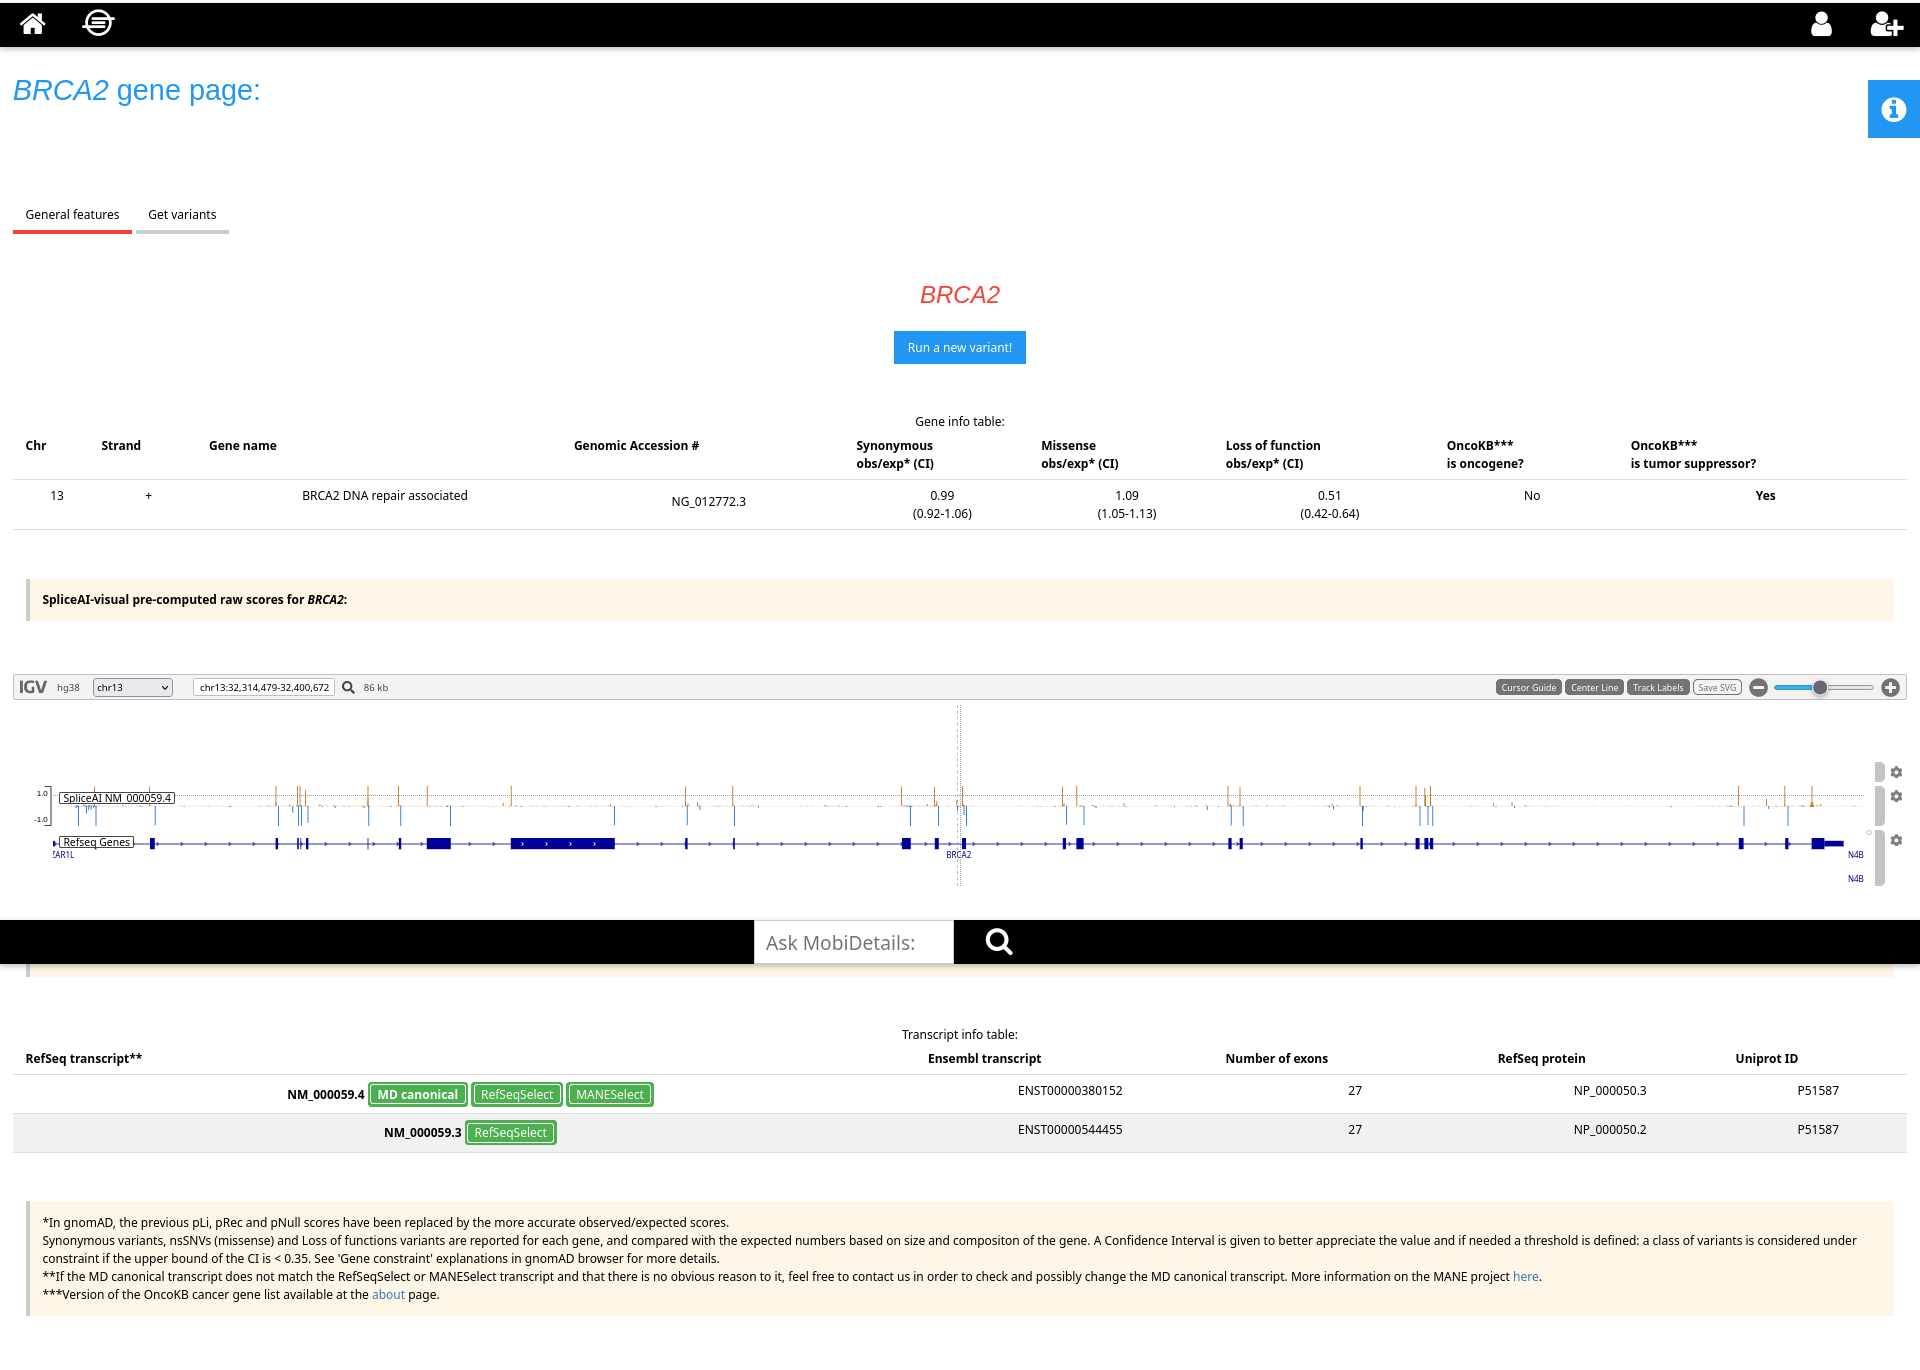 BRCA2 gene page:
General features Get variants
BRCA2
Run a new variant!
Gene info table:
Chr Strand Gene name Genomic Accession # Synonymous obs/exp* (CI) Missense obs/exp* (CI) Loss of function obs/exp* (CI) OncoKB*** is oncogene? OncoKB*** is tumor suppressor?
13 + BRCA2 DNA repair associated NG_012772.3 0.99 (0.92-1.06) 1.09 (1.05-1.13) 0.51 (0.42-0.64) No Yes
SpliceAI-visual pre-computed raw scores for BRCA2:
IGV hg38 chr13 chr13:32,314,479-32,400,672 86 kb Cursor Guide Center Line Track Labels Save SVG
1.0
SpliceAI NM_000059.4
-1.0
Refseq Genes
ZAR1L BRCA2 N4B
N4B
Ask MobiDetails:
Transcript info table:
RefSeq transcript** Ensembl transcript Number of exons RefSeq protein Uniprot ID
NM_000059.4 MD canonical RefSeqSelect MANESelect ENST00000380152 27 NP_000050.3 P51587
NM_000059.3 RefSeqSelect ENST00000544455 27 NP_000050.2 P51587
*In gnomAD, the previous pLi, pRec and pNull scores have been replaced by the more accurate observed/expected scores.
Synonymous variants, nsSNVs (missense) and Loss of functions variants are reported for each gene, and compared with the expected numbers based on size and compositon of the gene. A Confidence Interval is given to better appreciate the value and if needed a threshold is defined: a class of variants is considered under
constraint if the upper bound of the CI is < 0.35. See 'Gene constraint' explanations in gnomAD browser for more details.
**If the MD canonical transcript does not match the RefSeqSelect or MANESelect transcript and that there is no obvious reason to it, feel free to contact us in order to check and possibly change the MD canonical transcript. More information on the MANE project here.
***Version of the OncoKB cancer gene list available at the about page.